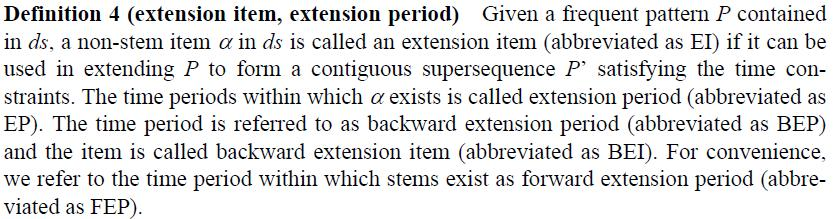 Definition 4 (extension item, extension period) Given a frequent pattern P contained
in ds, a non-stem item α in ds is called an extension item (abbreviated as EI) if it can be
used in extending P to form a contiguous supersequence P’ satisfying the time con-
straints. The time periods within which α exists is called extension period (abbreviated as
EP). The time period is referred to as backward extension period (abbreviated as BEP)
and the item is called backward extension item (abbreviated as BEI). For convenience,
we refer to the time period within which stems exist as forward extension period (abbre-
viated as FEP).